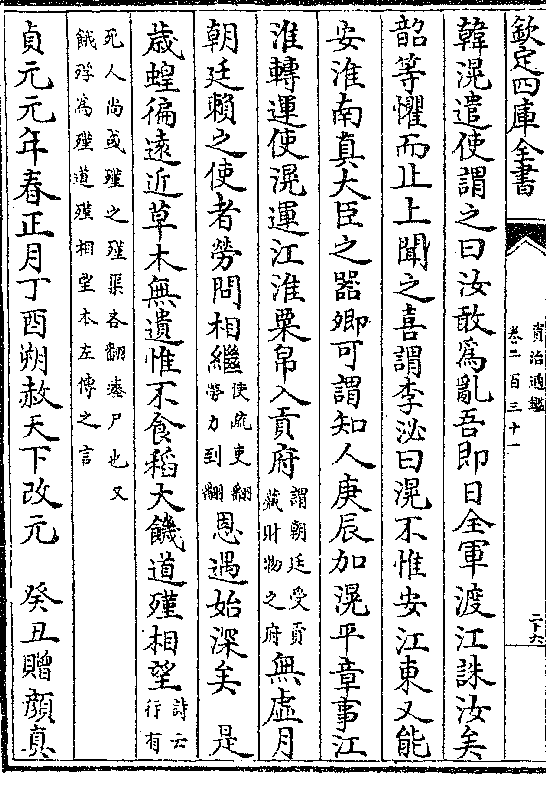 欽定四庫全書
資治通鑑
卷二百三十一
二十六
韓滉遣使謂之曰汝敢爲亂吾即日全軍渡江誅汝矣
韶等懼而止上聞之喜謂李泌曰滉不惟安江東又能
安淮南真大臣之器卿可謂知人庚辰加滉平章事江
淮轉運使滉運江淮粟帛入貢府謂朝廷受貢藏財物之府無虛月
朝廷賴之使者勞問相繼使疏吏翻勞力到翻恩遇始深矣 是
歳蝗徧遠近草木無遺惟不食稻大饑道殣相望詩云行有
死人尚或殣之殣渠吝翻瘞尸也又餓殍爲殣道殣相望本左傳之言
貞元元年春正月丁酉朔赦天下改元 癸丑贈顔真